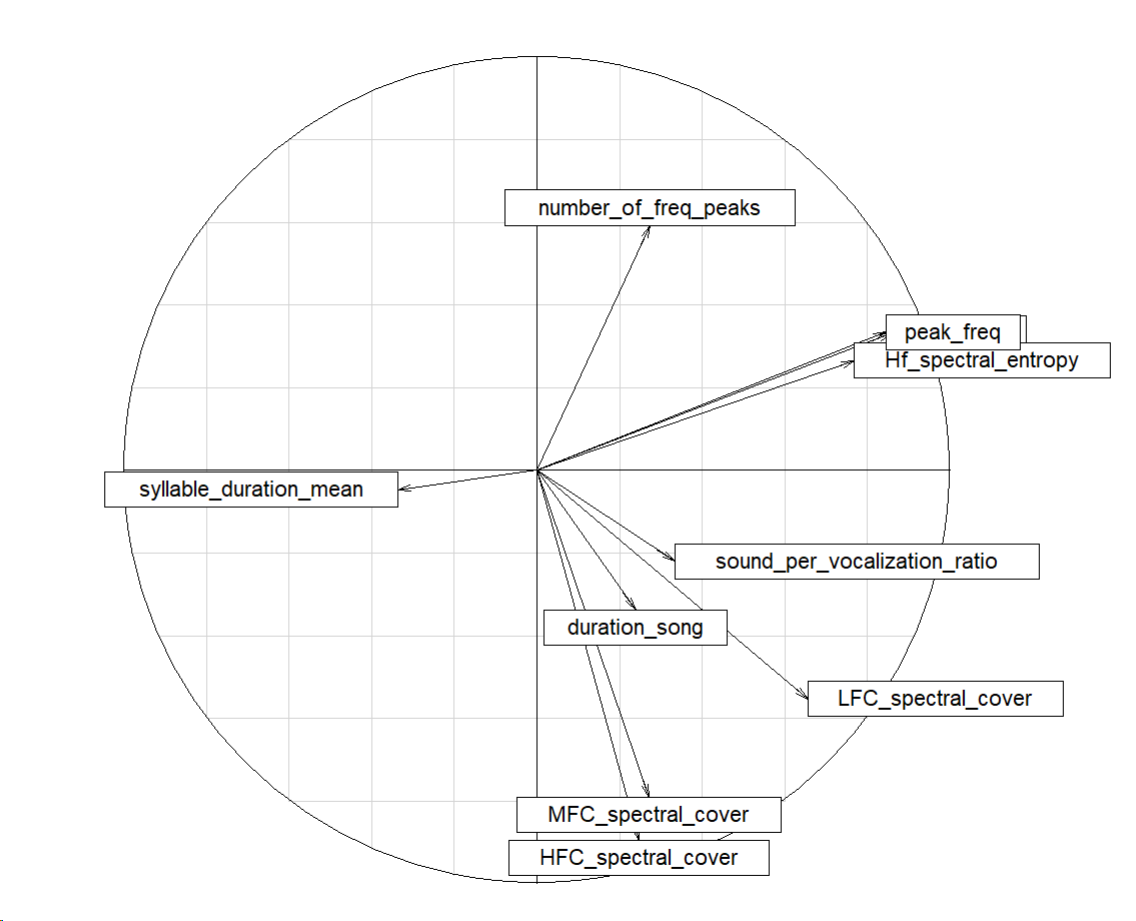 number_of_freq_peaks
peak_freq
Hf_spectral_entropy
syllable_duration_mean
sound_per_vocalization_ratio
duration_song
LFC_spectral_cover
MFC_spectral_cover
HFC_spectral_cover